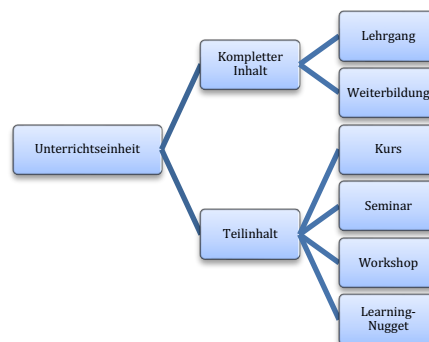 Unterrichtseinheit
Kompletter
Inhalt
Lehrgang
Weiterbildung
Teilinhalt
Kurs
Seminar
Workshop
Learning-
Nugget